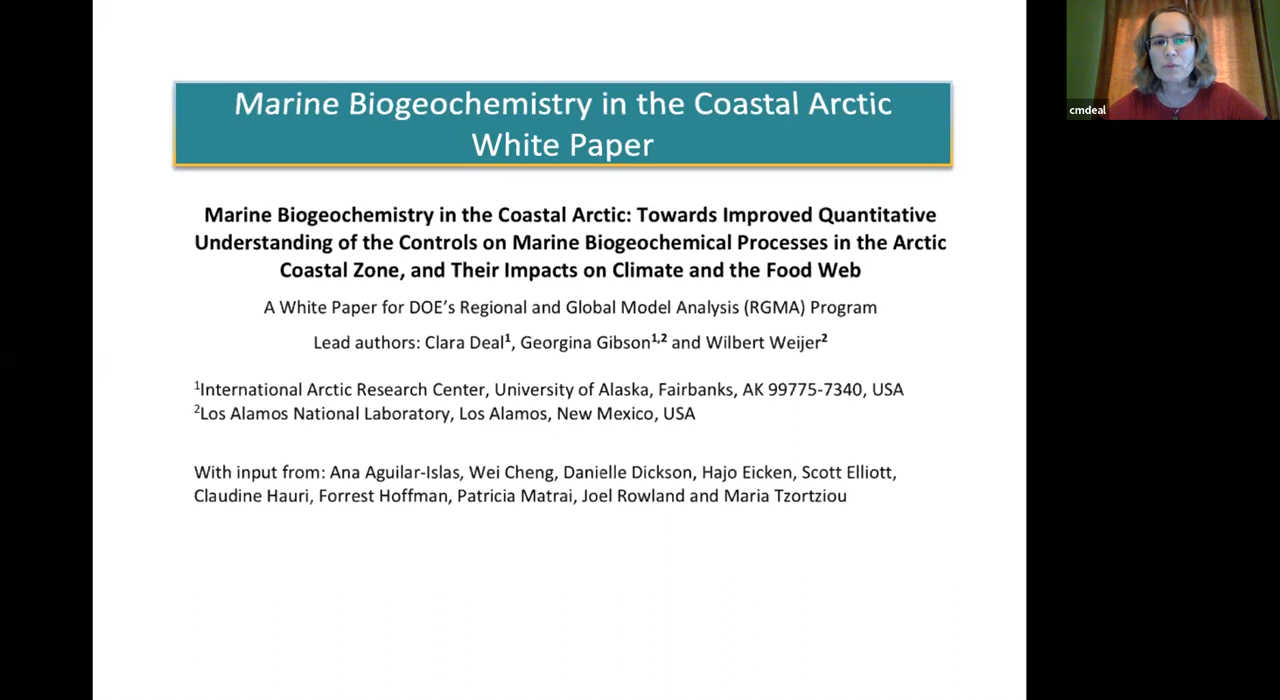 Marine Biogeochemistry in the Coastal Arctic
White Paper
cmdeal
Marine Biogeochemistry in the Coastal Arctic: Towards Improved Quantitative
Understanding of the Controls on Marine Biogeochemical Processes in the Arctic
Coastal Zone, and Their Impacts on Climate and the Food Web
A White Paper for DOE’s Regional and Global Model Analysis (RGMA) Program
Lead authors: Clara Deal¹, Georgina Gibson¹,² and Wilbert Weijer²
¹International Arctic Research Center, University of Alaska, Fairbanks, AK 99775-7340, USA
²Los Alamos National Laboratory, Los Alamos, New Mexico, USA
With input from: Ana Aguilar-Islas, Wei Cheng, Danielle Dickson, Hajo Eicken, Scott Elliott,
Claudine Hauri, Forrest Hoffman, Patricia Matrai, Joel Rowland and Maria Tzortziou